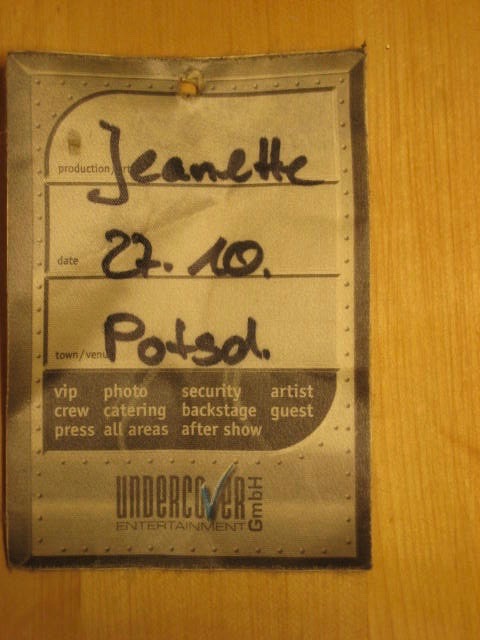 production/
Jeanette
date 27. 10.
town/venu Potsd.
vip photo security artist
crew catering backstage guest
press all areas after show
UNDERCOVER
ENTERTAINMENT
GmbH